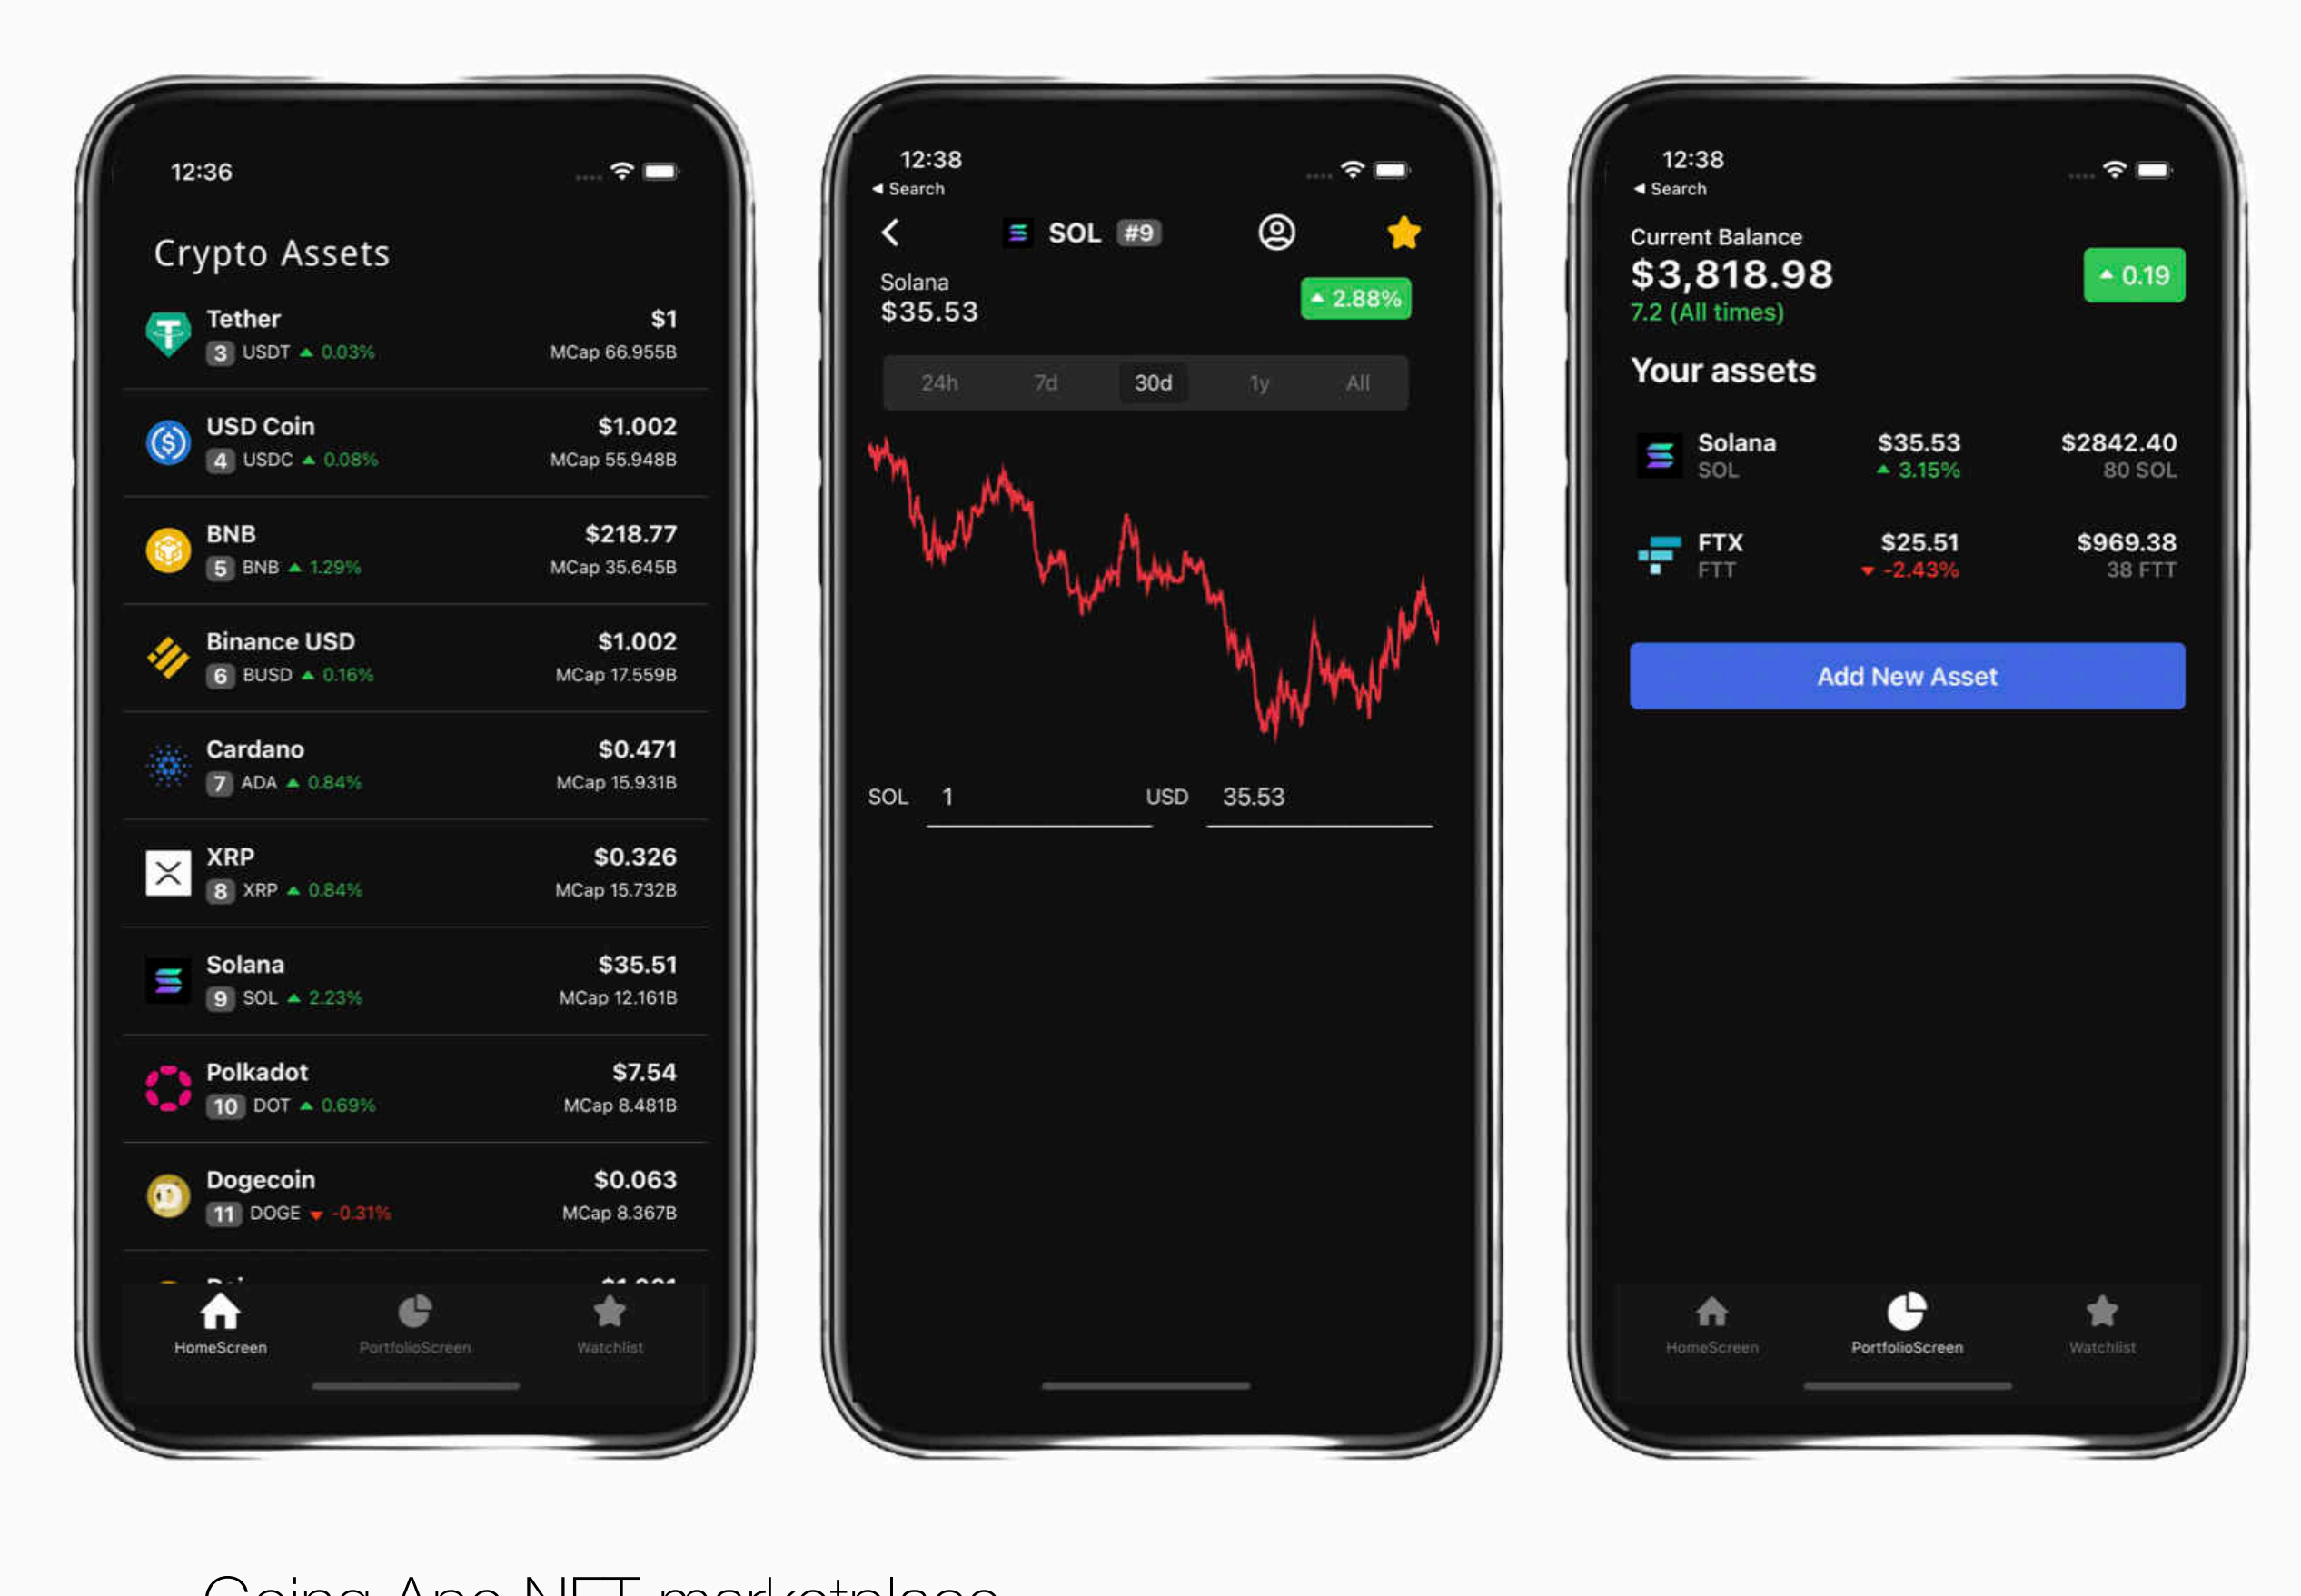 12:36
Crypto Assets
Tether $1
3 USDT 0.03% MCap 66.955B
USD Coin $1.002
4 USDC 0.08% MCap 55.948B
BNB $218.77
5 BNB 1.29% MCap 35.645B
Binance USD $1.002
6 BUSD 0.16% MCap 17.559B
Cardano $0.471
7 ADA 0.84% MCap 15.931B
XRP $0.326
8 XRP 0.84% MCap 15.732B
Solana $35.51
9 SOL 2.23% MCap 12.161B
Polkadot $7.54
10 DOT 0.69% MCap 8.481B
Dogecoin $0.063
11 DOGE -0.31% MCap 8.367B
HomeScreen PortfolioScreen Watchlist
12:38
Search
SOL #9
Solana
$35.53 2.88%
24h 7d 30d 1y All
SOL 1 USD 35.53
12:38
Search
Current Balance
$3,818.98 0.19
7.2 (All times)
Your assets
Solana $35.53 $2842.40
SOL 3.15% 80 SOL
FTX $25.51 $969.38
FTT -2.43% 38 FTT
Add New Asset
HomeScreen PortfolioScreen Watchlist
Going Ape NFT marketplace